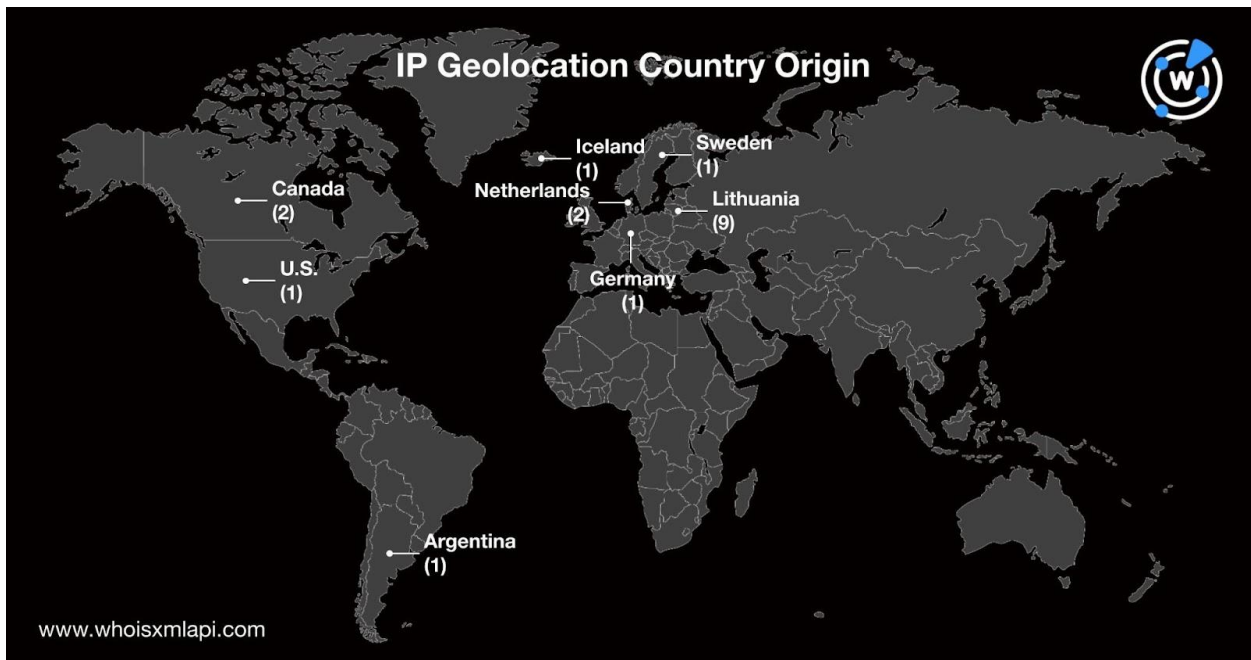 IP Geolocation Country Origin
W
Iceland
(1)
Sweden
(1)
Canada
(2)
Netherlands
(2)
Lithuania
(9)
U.S.
(1)
Germany
(1)
Argentina
(1)
www.whoisxmlapi.com